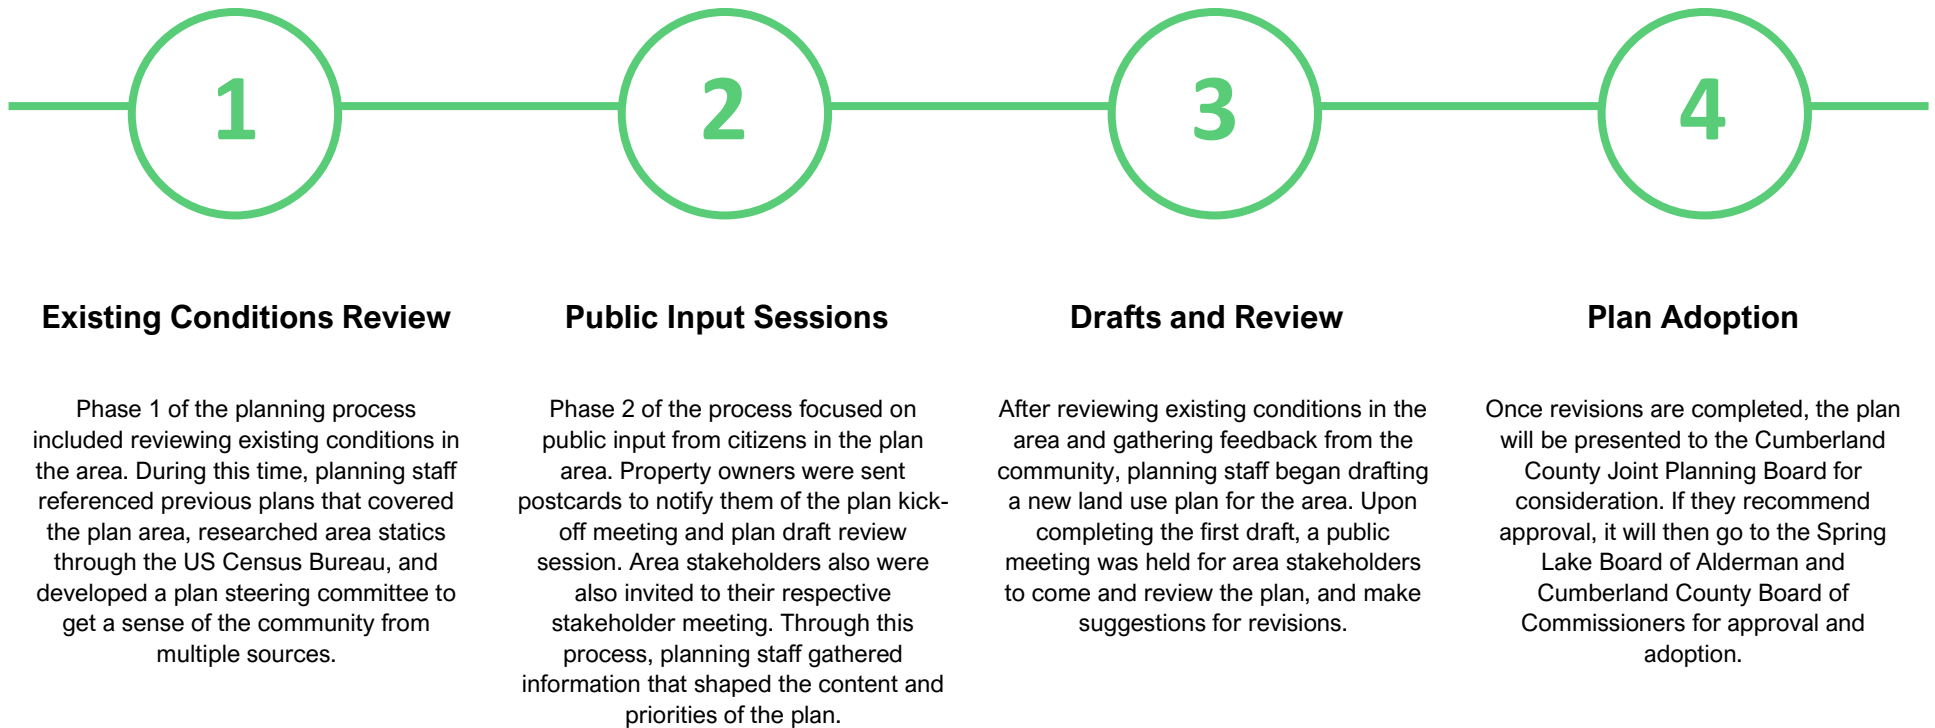 1
2
3
4
Existing Conditions Review
Phase 1 of the planning process
included reviewing existing conditions in
the area. During this time, planning staff
referenced previous plans that covered
the plan area, researched area statics
through the US Census Bureau, and
developed a plan steering committee to
get a sense of the community from
multiple sources.
Public Input Sessions
Phase 2 of the process focused on
public input from citizens in the plan
area. Property owners were sent
postcards to notify them of the plan kick-
off meeting and plan draft review
session. Area stakeholders also were
also invited to their respective
stakeholder meeting. Through this
process, planning staff gathered
information that shaped the content and
priorities of the plan.
Drafts and Review
After reviewing existing conditions in the
area and gathering feedback from the
community, planning staff began drafting
a new land use plan for the area. Upon
completing the first draft, a public
meeting was held for area stakeholders
to come and review the plan, and make
suggestions for revisions.
Plan Adoption
Once revisions are completed, the plan
will be presented to the Cumberland
County Joint Planning Board for
consideration. If they recommend
approval, it will then go to the Spring
Lake Board of Alderman and
Cumberland County Board of
Commissioners for approval and
adoption.